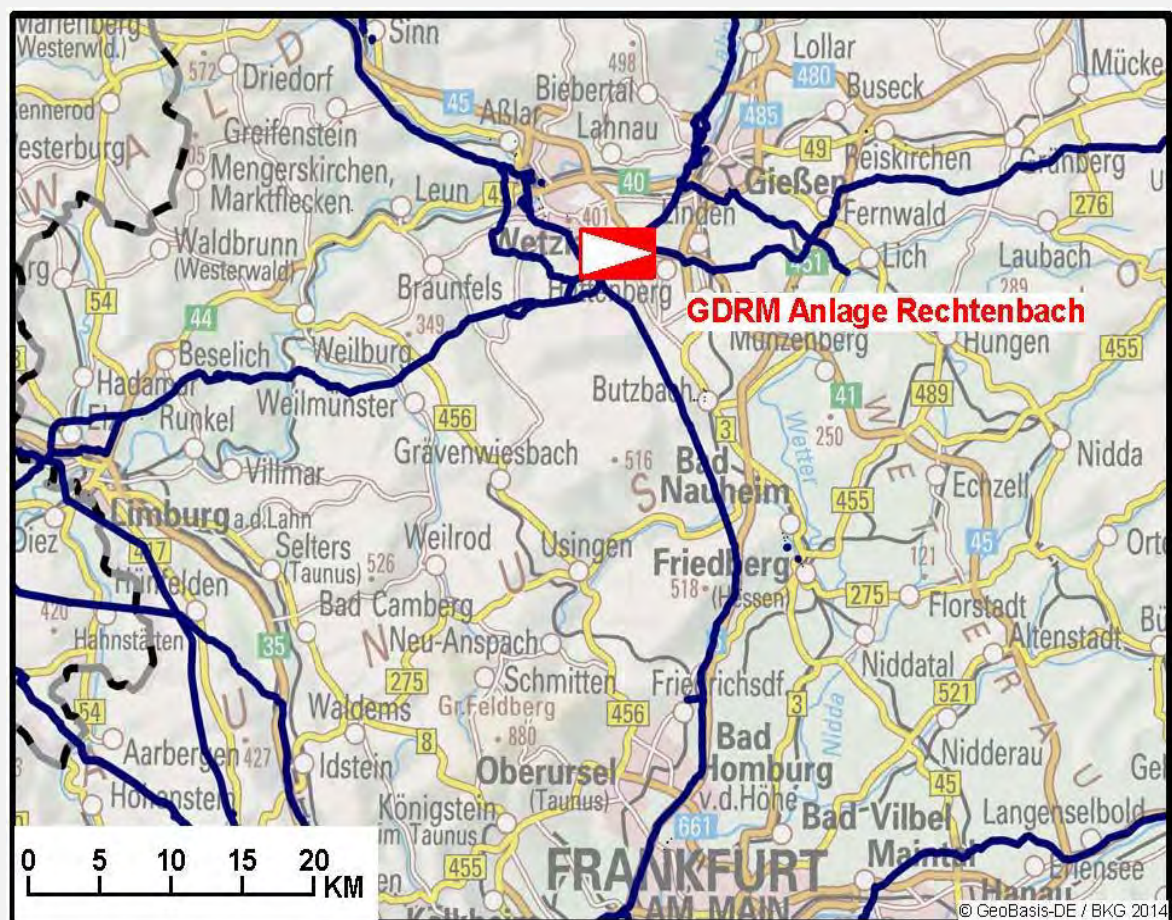 Sinn
Lollar
Westerwld.)
572
Driedorf
498
480
Mücke
Biebertal
Buseck
45
Aßlar
485
Greifenstein
Lahnau
49
Reiskirchen
Grünberg
Mengerskirchen,
Marktflecken
Leun
40
Gießen
401
Linden
Fernwald
276
Waldbrunn
(Westerwald)
Lich
Laubach
451
54
Braunfels
289
44
349
GDRM Anlage Rechtenbach
Münzenberg
Hungen
455
Beselich
Weilburg
Hadamar
Butzbach
41
489
Runkel
Weilmünster
456
3
250
Wetter
Nidda
Grävenwiesbach
516
Bad
Nauheim
Villmar
455
Echzell
Limburg a.d.Lahn
Weilrod
Usingen
45
Diez
417
Selters
(Taunus)
526
Friedberg
(Hessen)
518
121
Hünfelden
275
Florstadt
420
Bad Camberg
Altenstadt
Hahnstätten
35
Neu-Anspach
Niddatal
275
Schmitten
Friedrichsdf.
521
54
Waldems
Gr.Feldberg
456
3
Nidda
880
8
Aarbergen
427
Idstein
Oberursel
(Taunus)
Bad
Homburg
v.d.Höhe
Nidderau
45
Hohenstein
Königstein
im Taunus
661
Bad-Vilbel
Langenselbold
Maintal
455
FRANKFURT
AM MAIN
Hanau
0 5 10 15 20
KM
© GeoBasis-DE / BKG 2014